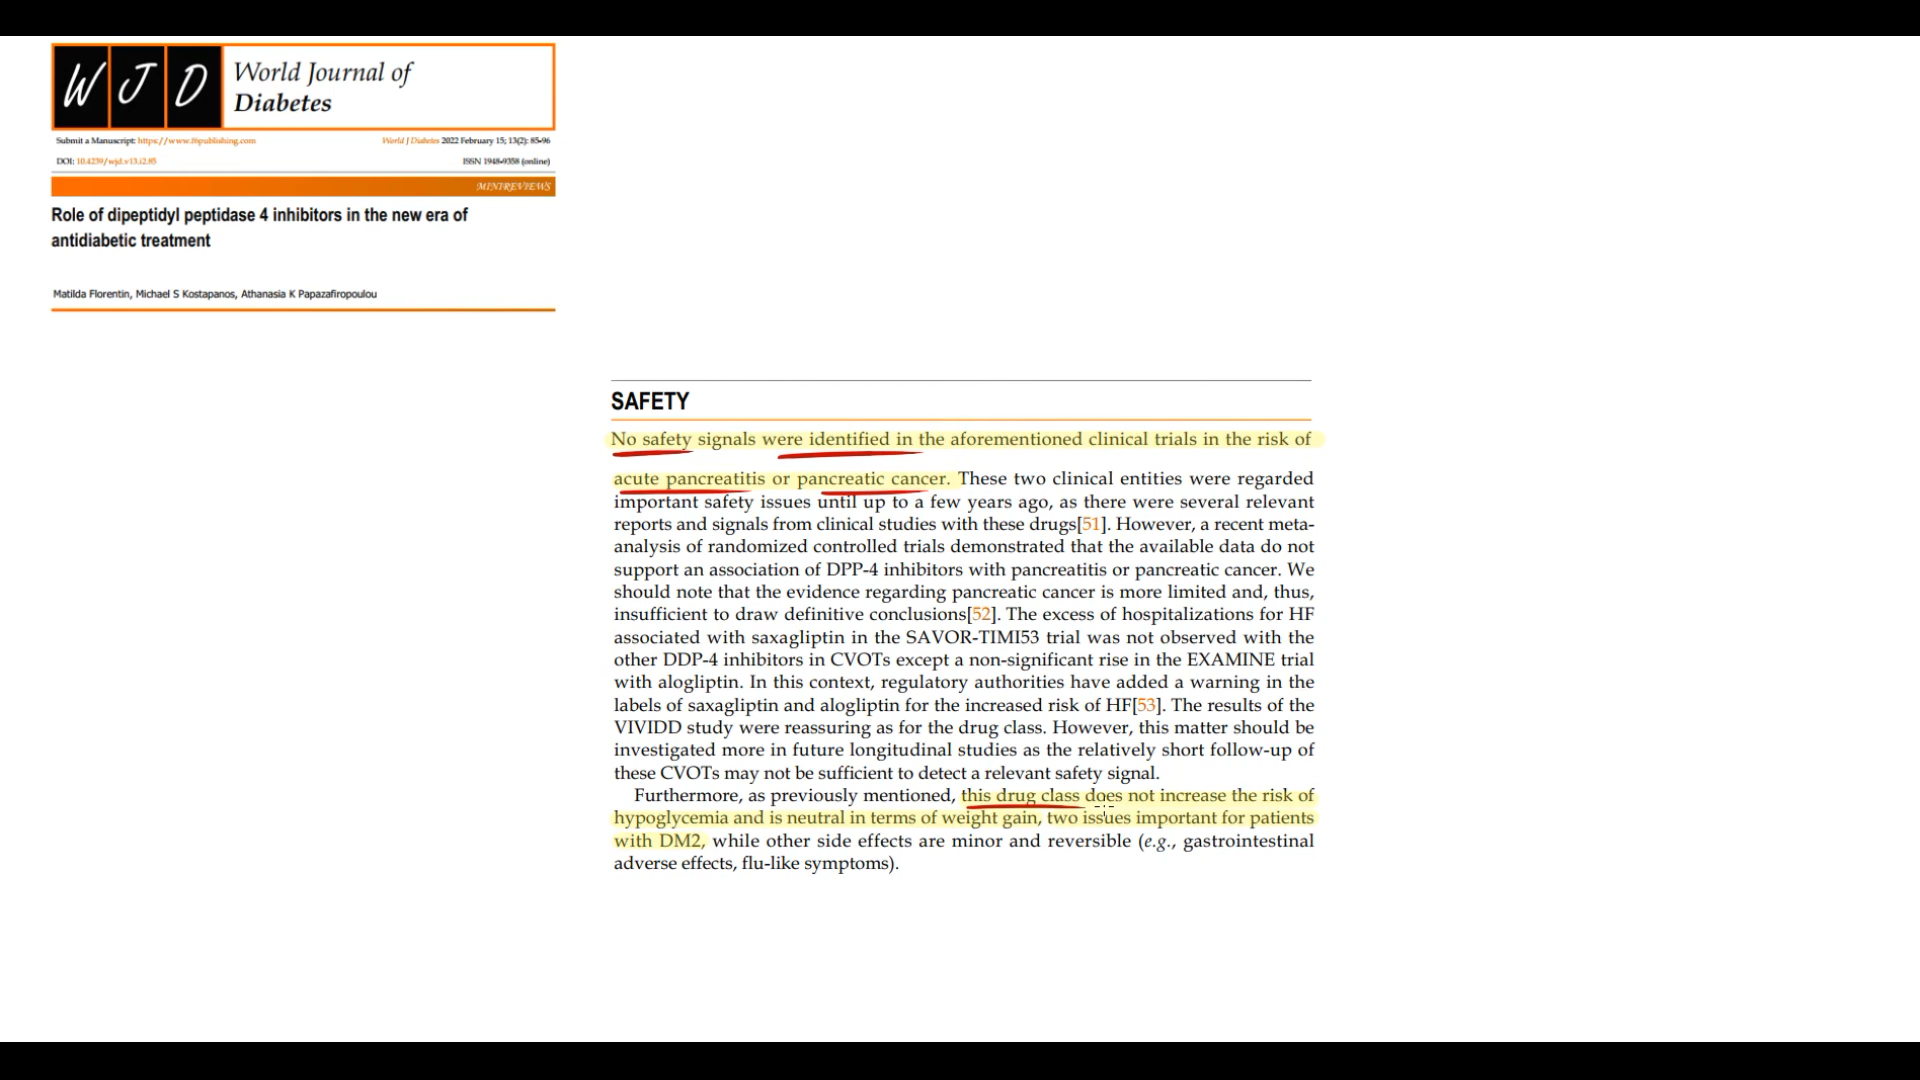 W J D
World Journal of
Diabetes
Submit a Manuscript: https://www.f6publishing.com
World J Diabetes 2022 February 15; 13(2): 85-96
DOI: 10.4239/wjd.v13.i2.85
ISSN 1948-9358 (online)
MINIREVIEWS
Role of dipeptidyl peptidase 4 inhibitors in the new era of
antidiabetic treatment
Matilda Florentin, Michael S Kostapanos, Athanasia K Papazafiropoulou
SAFETY
No safety signals were identified in the aforementioned clinical trials in the risk of
acute pancreatitis or pancreatic cancer. These two clinical entities were regarded
important safety issues until up to a few years ago, as there were several relevant
reports and signals from clinical studies with these drugs[51]. However, a recent meta-
analysis of randomized controlled trials demonstrated that the available data do not
support an association of DPP-4 inhibitors with pancreatitis or pancreatic cancer. We
should note that the evidence regarding pancreatic cancer is more limited and, thus,
insufficient to draw definitive conclusions[52]. The excess of hospitalizations for HF
associated with saxagliptin in the SAVOR-TIMI53 trial was not observed with the
other DDP-4 inhibitors in CVOTs except a non-significant rise in the EXAMINE trial
with alogliptin. In this context, regulatory authorities have added a warning in the
labels of saxagliptin and alogliptin for the increased risk of HF[53]. The results of the
VIVIDD study were reassuring as for the drug class. However, this matter should be
investigated more in future longitudinal studies as the relatively short follow-up of
these CVOTs may not be sufficient to detect a relevant safety signal.
Furthermore, as previously mentioned, this drug class does not increase the risk of
hypoglycemia and is neutral in terms of weight gain, two issues important for patients
with DM2, while other side effects are minor and reversible (e.g., gastrointestinal
adverse effects, flu-like symptoms).